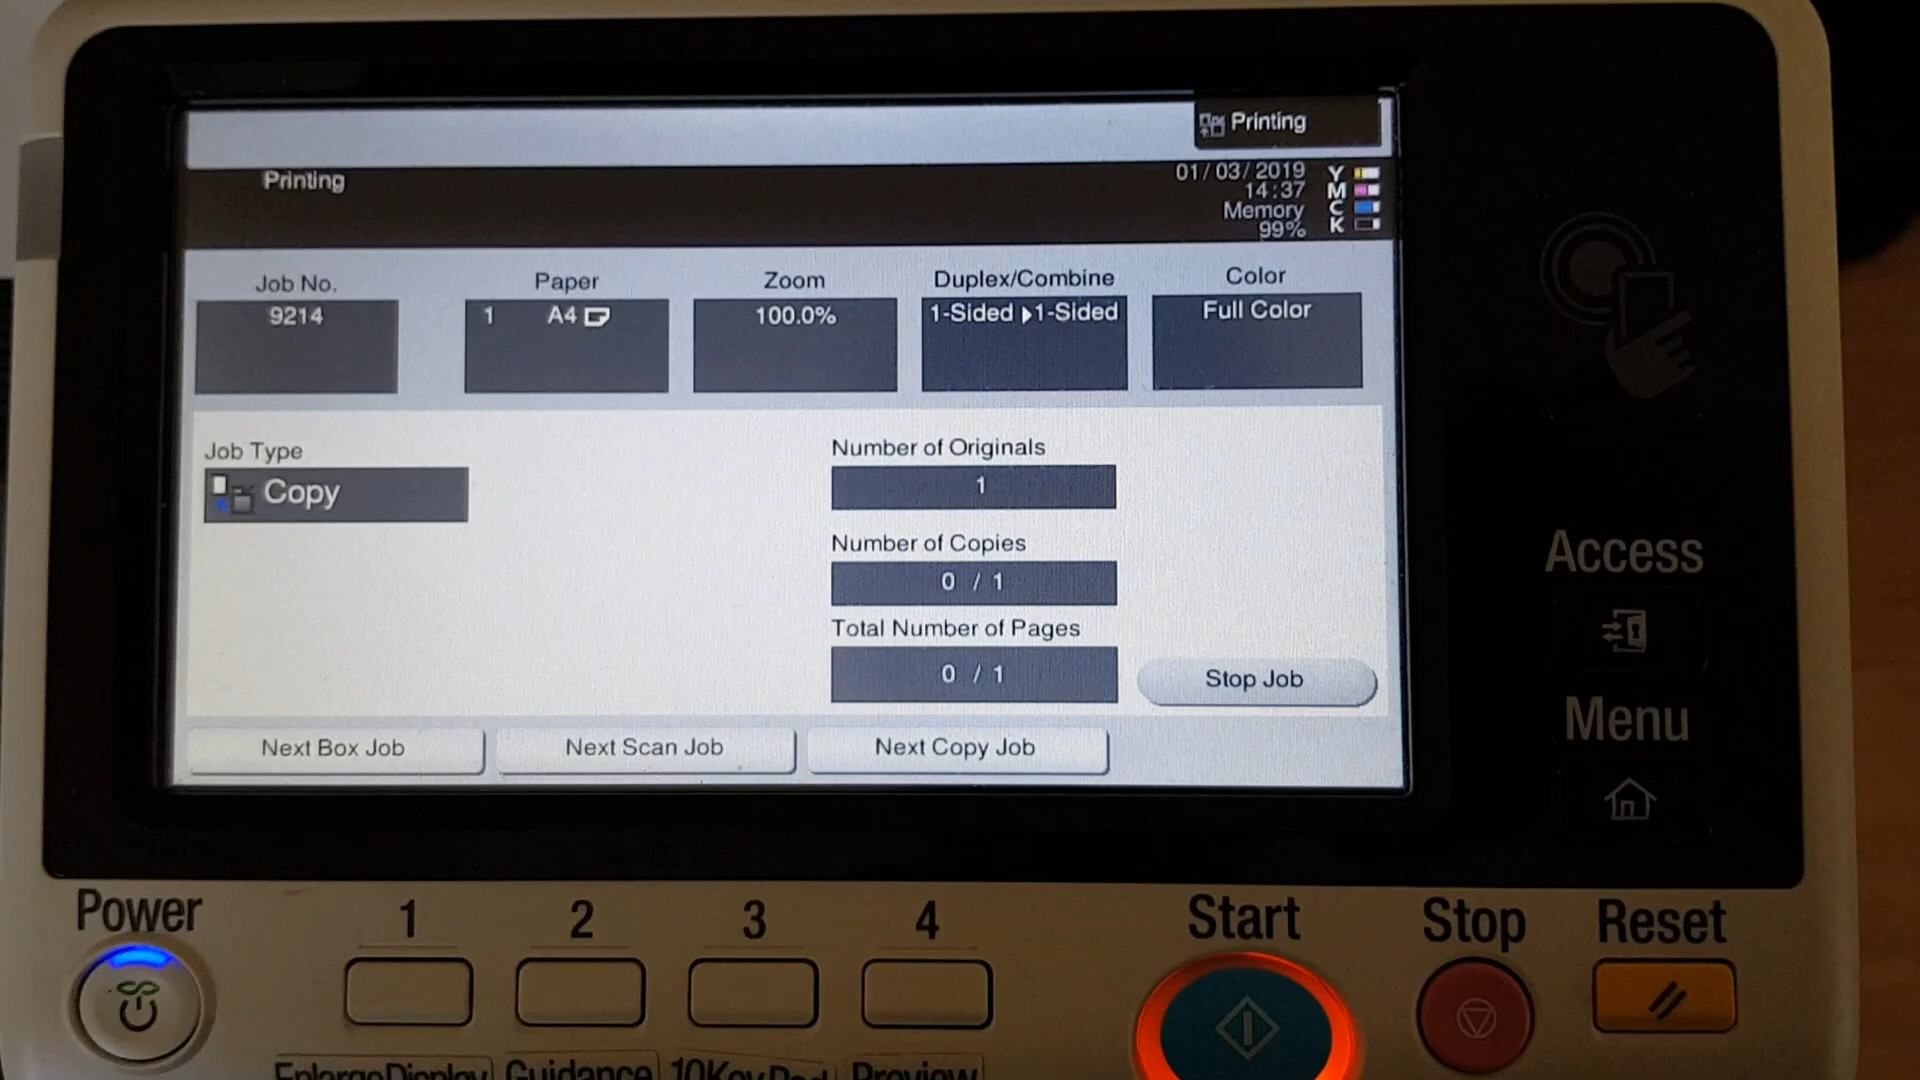 Printing
Printing
01/03/2019
14:37
Memory
99%
Y
M
C
K
Job No.
9214
Paper
1 A4
Zoom
100.0%
Duplex/Combine
1-Sided ▶1-Sided
Color
Full Color
Job Type
Copy
Number of Originals
1
Number of Copies
0 / 1
Total Number of Pages
0 / 1
Stop Job
Next Box Job
Next Scan Job
Next Copy Job
Access
Menu
Power
1
2
3
4
Start
Stop
Reset
EnlargeDisplay
Guidance
10KeyPad
Preview